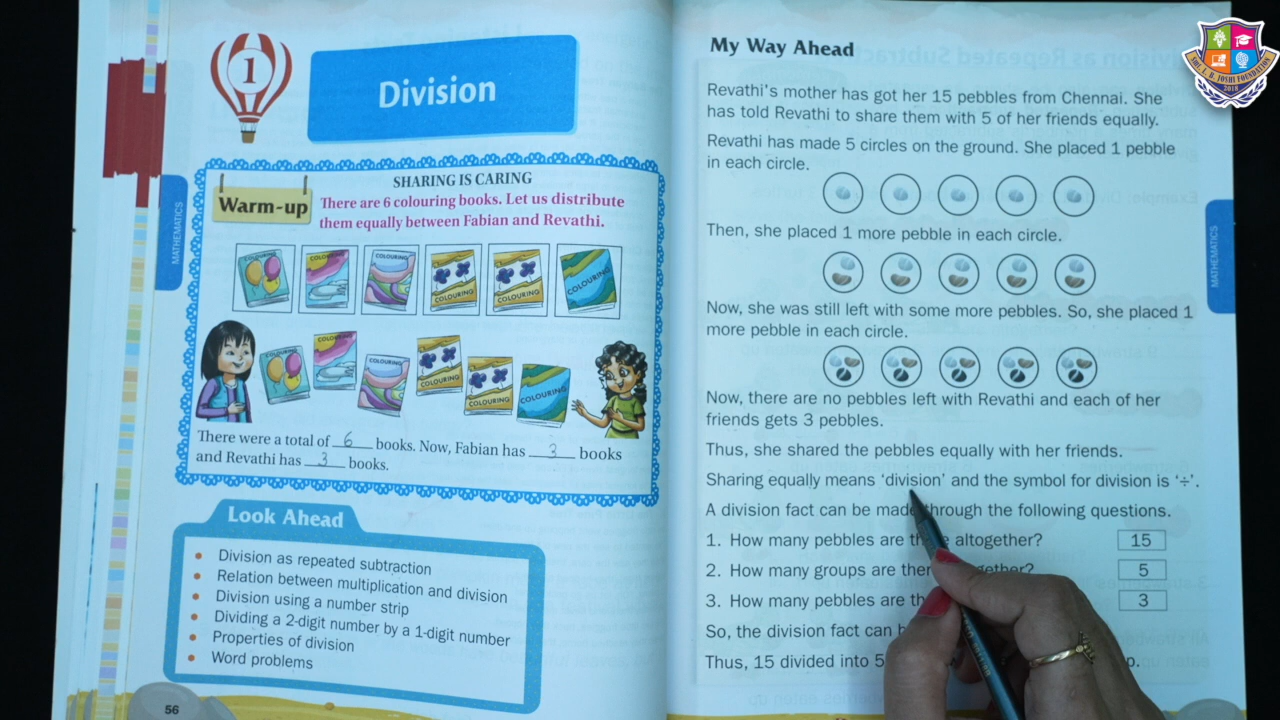 1
Division
MATHEMATICS
SHARING IS CARING
Warm-up
There are 6 colouring books. Let us distribute
them equally between Fabian and Revathi.
COLOURING
COLOURING
COLOURING
COLOURING
COLOURING
COLOURING
COLOURING
COLOURING
COLOURING
COLOURING
COLOURING
COLOURING
There were a total of 6 books. Now, Fabian has 3 books
and Revathi has 3 books.
Look Ahead
• Division as repeated subtraction
• Relation between multiplication and division
• Division using a number strip
• Dividing a 2-digit number by a 1-digit number
• Properties of division
• Word problems
56
My Way Ahead
Revathi's mother has got her 15 pebbles from Chennai. She
has told Revathi to share them with 5 of her friends equally.
Revathi has made 5 circles on the ground. She placed 1 pebble
in each circle.
Then, she placed 1 more pebble in each circle.
Now, she was still left with some more pebbles. So, she placed 1
more pebble in each circle.
Now, there are no pebbles left with Revathi and each of her
friends gets 3 pebbles.
Thus, she shared the pebbles equally with her friends.
Sharing equally means 'division' and the symbol for division is '÷'.
A division fact can be made through the following questions.
1. How many pebbles are altogether? 15
2. How many groups are 5
3. How many pebbles are 3
So, the division fact can
Thus, 15 divided into 5
MATHEMATICS
JOSHI FOUNDATION
2018